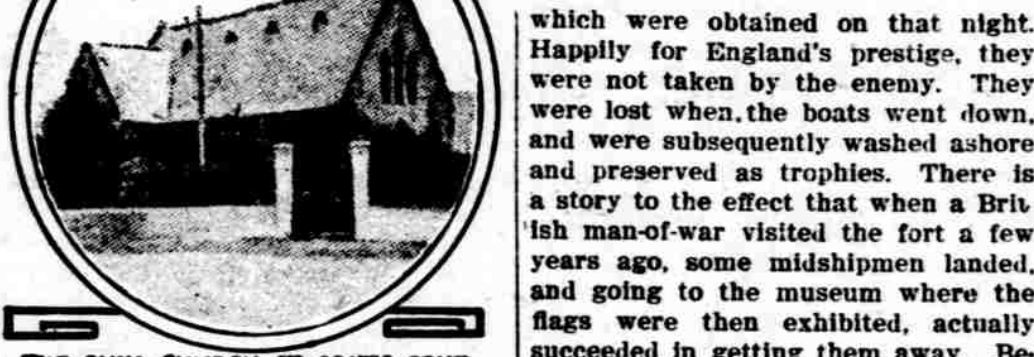 which were obtained on that night.
Happily for England's prestige, they
were not taken by the enemy. They
were lost when.the boats went down,
and were subsequently washed ashore
and preserved as trophies. There is
a story to the effect that when a Brit-
ish man-of-war visited the fort a few
years ago, some midshipmen landed,
and going to the museum where the
flags were then exhibited, actually
succeeded in getting them away. Be